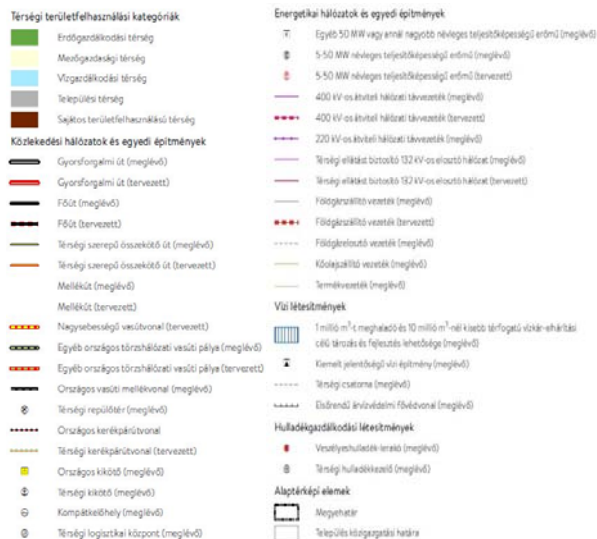 Térségi területfelhasználási kategóriák
Erdőgazdálkodási térség
Mezőgazdasági térség
Vízgazdálkodási térség
Települési térség
Sajátos területfelhasználású térség
Közlekedési hálózatok és egyedi építmények
Gyorsforgalmi út (meglévő)
Gyorsforgalmi út (tervezett)
Főút (meglévő)
Főút (tervezett)
Térségi szerepű összekötő út (meglévő)
Térségi szerepű összekötő út (tervezett)
Mellékút (meglévő)
Mellékút (tervezett)
Nagysebességű vasútvonal (tervezett)
Egyéb országos törzshálózati vasúti pálya (meglévő)
Egyéb országos törzshálózati vasúti pálya (tervezett)
Országos vasúti mellékvonal (meglévő)
Térségi repülőtér (meglévő)
Országos kerékpárútvonal
Térségi kerékpárútvonal (tervezett)
Országos kikötő (meglévő)
Térségi kikötő (meglévő)
Kompátkelőhely (meglévő)
Térségi logisztikai központ (meglévő)
Energetikai hálózatok és egyedi építmények
Egyéb 50 MW vagy annál nagyobb névleges teljesítőképességű erőmű (meglévő)
5-50 MW névleges teljesítőképességű erőmű (meglévő)
5-50 MW névleges teljesítőképességű erőmű (tervezett)
400 kV-os átviteli hálózati távvezeték (meglévő)
400 kV-os átviteli hálózati távvezeték (tervezett)
220 kV-os átviteli hálózati távvezeték (meglévő)
Térségi ellátást biztosító 132 kV-os elosztó hálózat (meglévő)
Térségi ellátást biztosító 132 kV-os elosztó hálózat (tervezett)
Földgázszállító vezeték (meglévő)
Földgázszállító vezeték (tervezett)
Földgázelosztó vezeték (meglévő)
Kőolajszállító vezeték (meglévő)
Termékvezeték (meglévő)
Vízi létesítmények
1 millió m³-t meghaladó és 10 millió m³-nél kisebb térfogatú vízkár-elhárítási
célú tározás és fejlesztés lehetősége (meglévő)
Kiemelt jelentőségű vízi építmény (meglévő)
Térségi csatorna (meglévő)
Elsőrendű árvízvédelmi fővédvonal (meglévő)
Hulladékgazdálkodási létesítmények
Veszélyeshulladék-lerakó (meglévő)
Térségi hulladékkezelő (meglévő)
Alaptérképi elemek
Megyehatár
Település közigazgatási határa